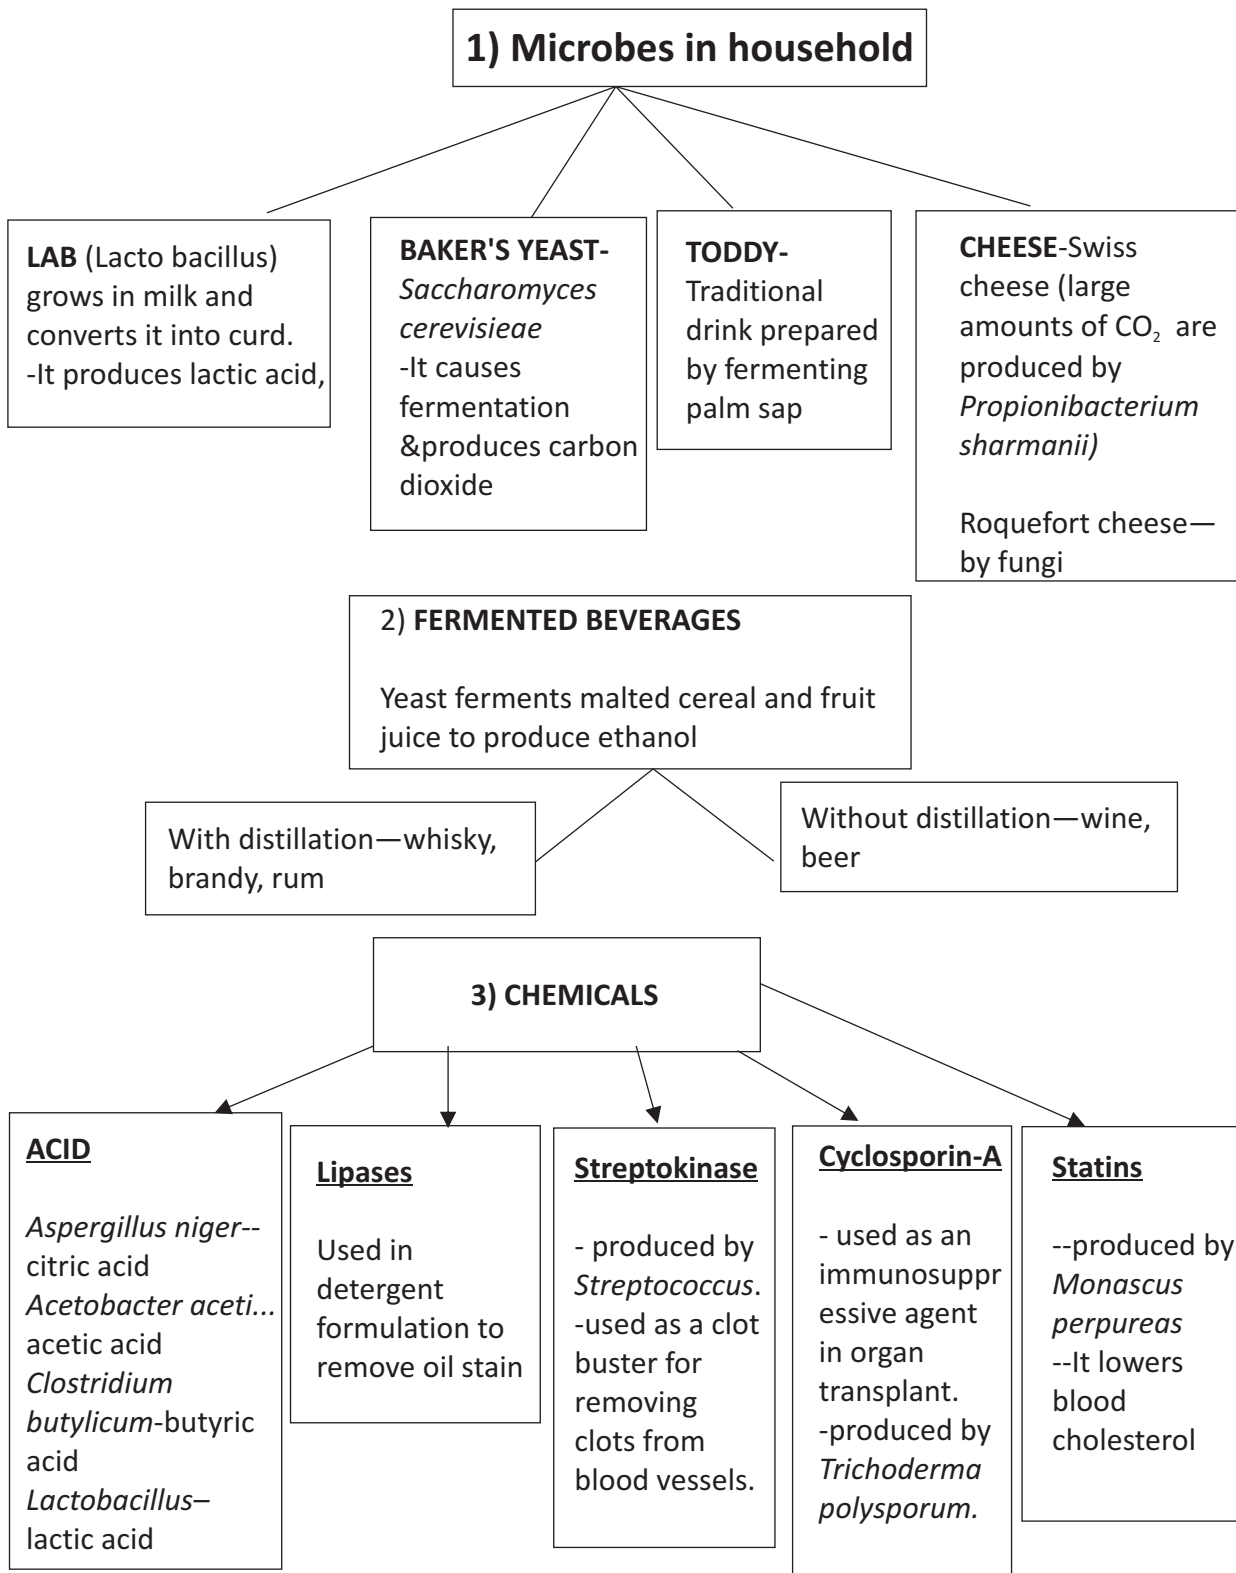 1) Microbes in household
LAB (Lacto bacillus)
grows in milk and
converts it into curd.
-It produces lactic acid,
BAKER'S YEAST-
Saccharomyces
cerevisieae
-It causes
fermentation
&produces carbon
dioxide
TODDY-
Traditional
drink prepared
by fermenting
palm sap
CHEESE-Swiss
cheese (large
amounts of CO₂ are
produced by
Propionibacterium
sharmanii)
Roquefort cheese—
by fungi
2) FERMENTED BEVERAGES
Yeast ferments malted cereal and fruit
juice to produce ethanol
With distillation—whisky,
brandy, rum
Without distillation—wine,
beer
3) CHEMICALS
ACID
Aspergillus niger--
citric acid
Acetobacter aceti...
acetic acid
Clostridium
butylicum-butyric
acid
Lactobacillus–
lactic acid
Lipases
Used in
detergent
formulation to
remove oil stain
Streptokinase
- produced by
Streptococcus.
-used as a clot
buster for
removing
clots from
blood vessels.
Cyclosporin-A
- used as an
immunosuppr
essive agent
in organ
transplant.
-produced by
Trichoderma
polysporum.
Statins
--produced by
Monascus
perpureas
--It lowers
blood
cholesterol